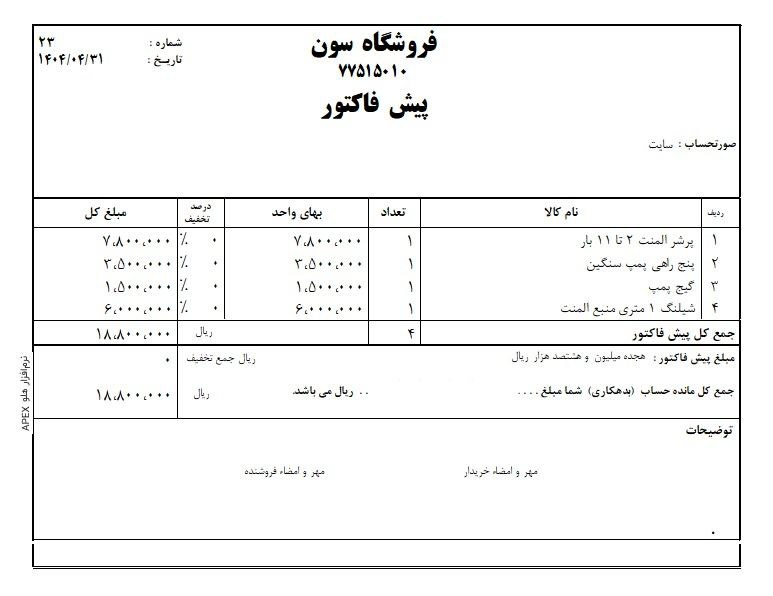 فروشگاه سون
۷۷۵۱۵۰۱۰
پیش فاکتور
شماره : ۲۳
تاریخ : ۱۴۰۴/۰۴/۳۱
صورتحساب : سایت
ردیف نام کالا تعداد بهای واحد درصد تخفیف مبلغ کل
۱ پرشر المنت ۲ تا ۱۱ بار ۱ ۷،۸۰۰،۰۰۰ ۰ % ۷،۸۰۰،۰۰۰
۲ پنج راهی پمپ سنگین ۱ ۳،۵۰۰،۰۰۰ ۰ % ۳،۵۰۰،۰۰۰
۳ گیج پمپ ۱ ۱،۵۰۰،۰۰۰ ۰ % ۱،۵۰۰،۰۰۰
۴ شیلنگ ۱ متری منبع المنت ۱ ۶،۰۰۰،۰۰۰ ۰ % ۶،۰۰۰،۰۰۰
جمع کل پیش فاکتور ۴ ریال ۱۸،۸۰۰،۰۰۰
مبلغ پیش فاکتور : هجده میلیون و هشتصد هزار ریال ریال جمع تخفیف ۰
جمع کل مانده حساب (بدهکاری) شما مبلغ.... .. ریال می باشد. ریال ۱۸،۸۰۰،۰۰۰
توضیحات
مهر و امضاء خریدار مهر و امضاء فروشنده
.
نرم‌افزار هلو APEX